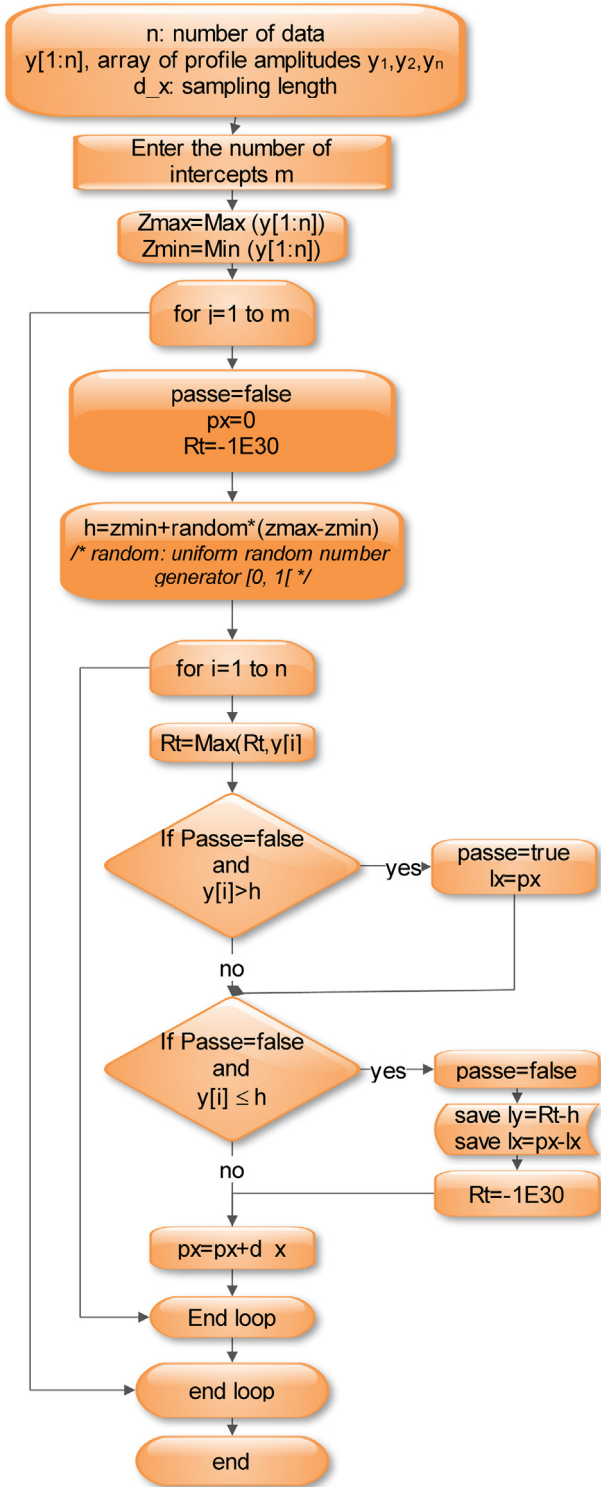 n: number of data
y[1:n], array of profile amplitudes y₁,y₂,yₙ
d_x: sampling length
Enter the number of
intercepts m
Zmax=Max (y[1:n])
Zmin=Min (y[1:n])
for j=1 to m
passe=false
px=0
Rt=-1E30
h=zmin+random*(zmax-zmin)
/* random: uniform random number
generator [0, 1[ */
for i=1 to n
Rt=Max(Rt,y[i]
If Passe=false
and
y[i]>h
yes
passe=true
lx=px
no
If Passe=false
and
y[i] ≤ h
yes
passe=false
save ly=Rt-h
save lx=px-lx
no
Rt=-1E30
px=px+d x
End loop
end loop
end